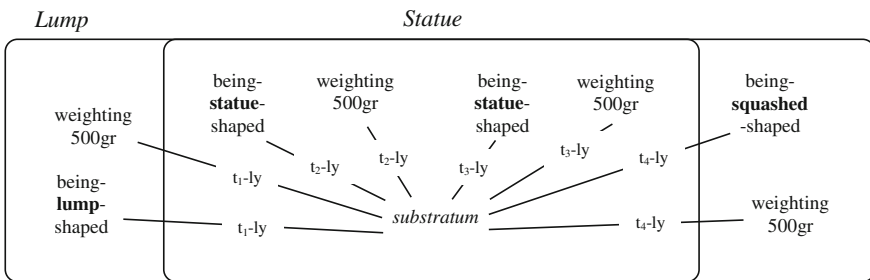 Lump
Statue
weighting
500gr
being-
lump-
shaped
t₁-ly
t₁-ly
being-
statue-
shaped
weighting
500gr
t₂-ly
t₂-ly
being-
statue-
shaped
weighting
500gr
t₃-ly
t₃-ly
substratum
being-
squashed
-shaped
t₄-ly
weighting
500gr
t₄-ly